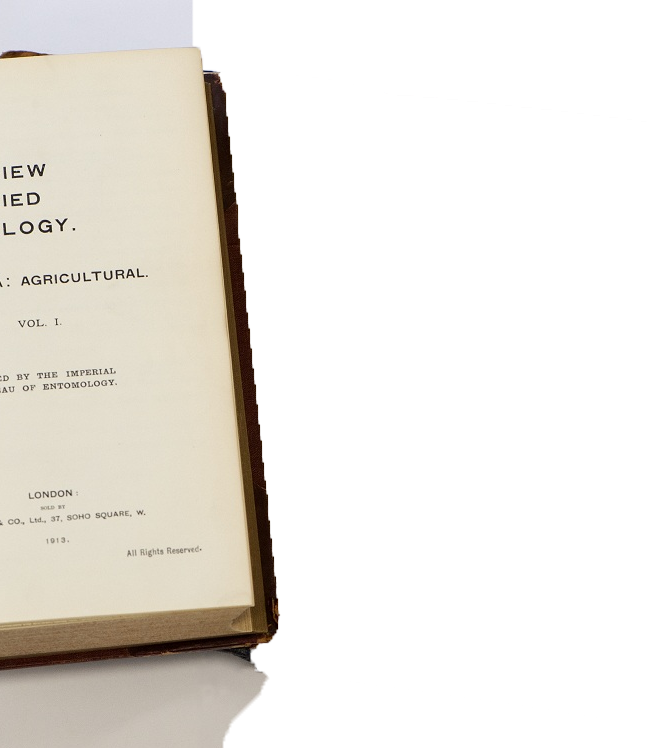 IEW
IED
LOGY.
A: AGRICULTURAL.
VOL. I.
ED BY THE IMPERIAL
EAU OF ENTOMOLOGY.
LONDON:
SOLD BY
& CO., Ltd., 37, SOHO SQUARE, W.
1913.
All Rights Reserved.